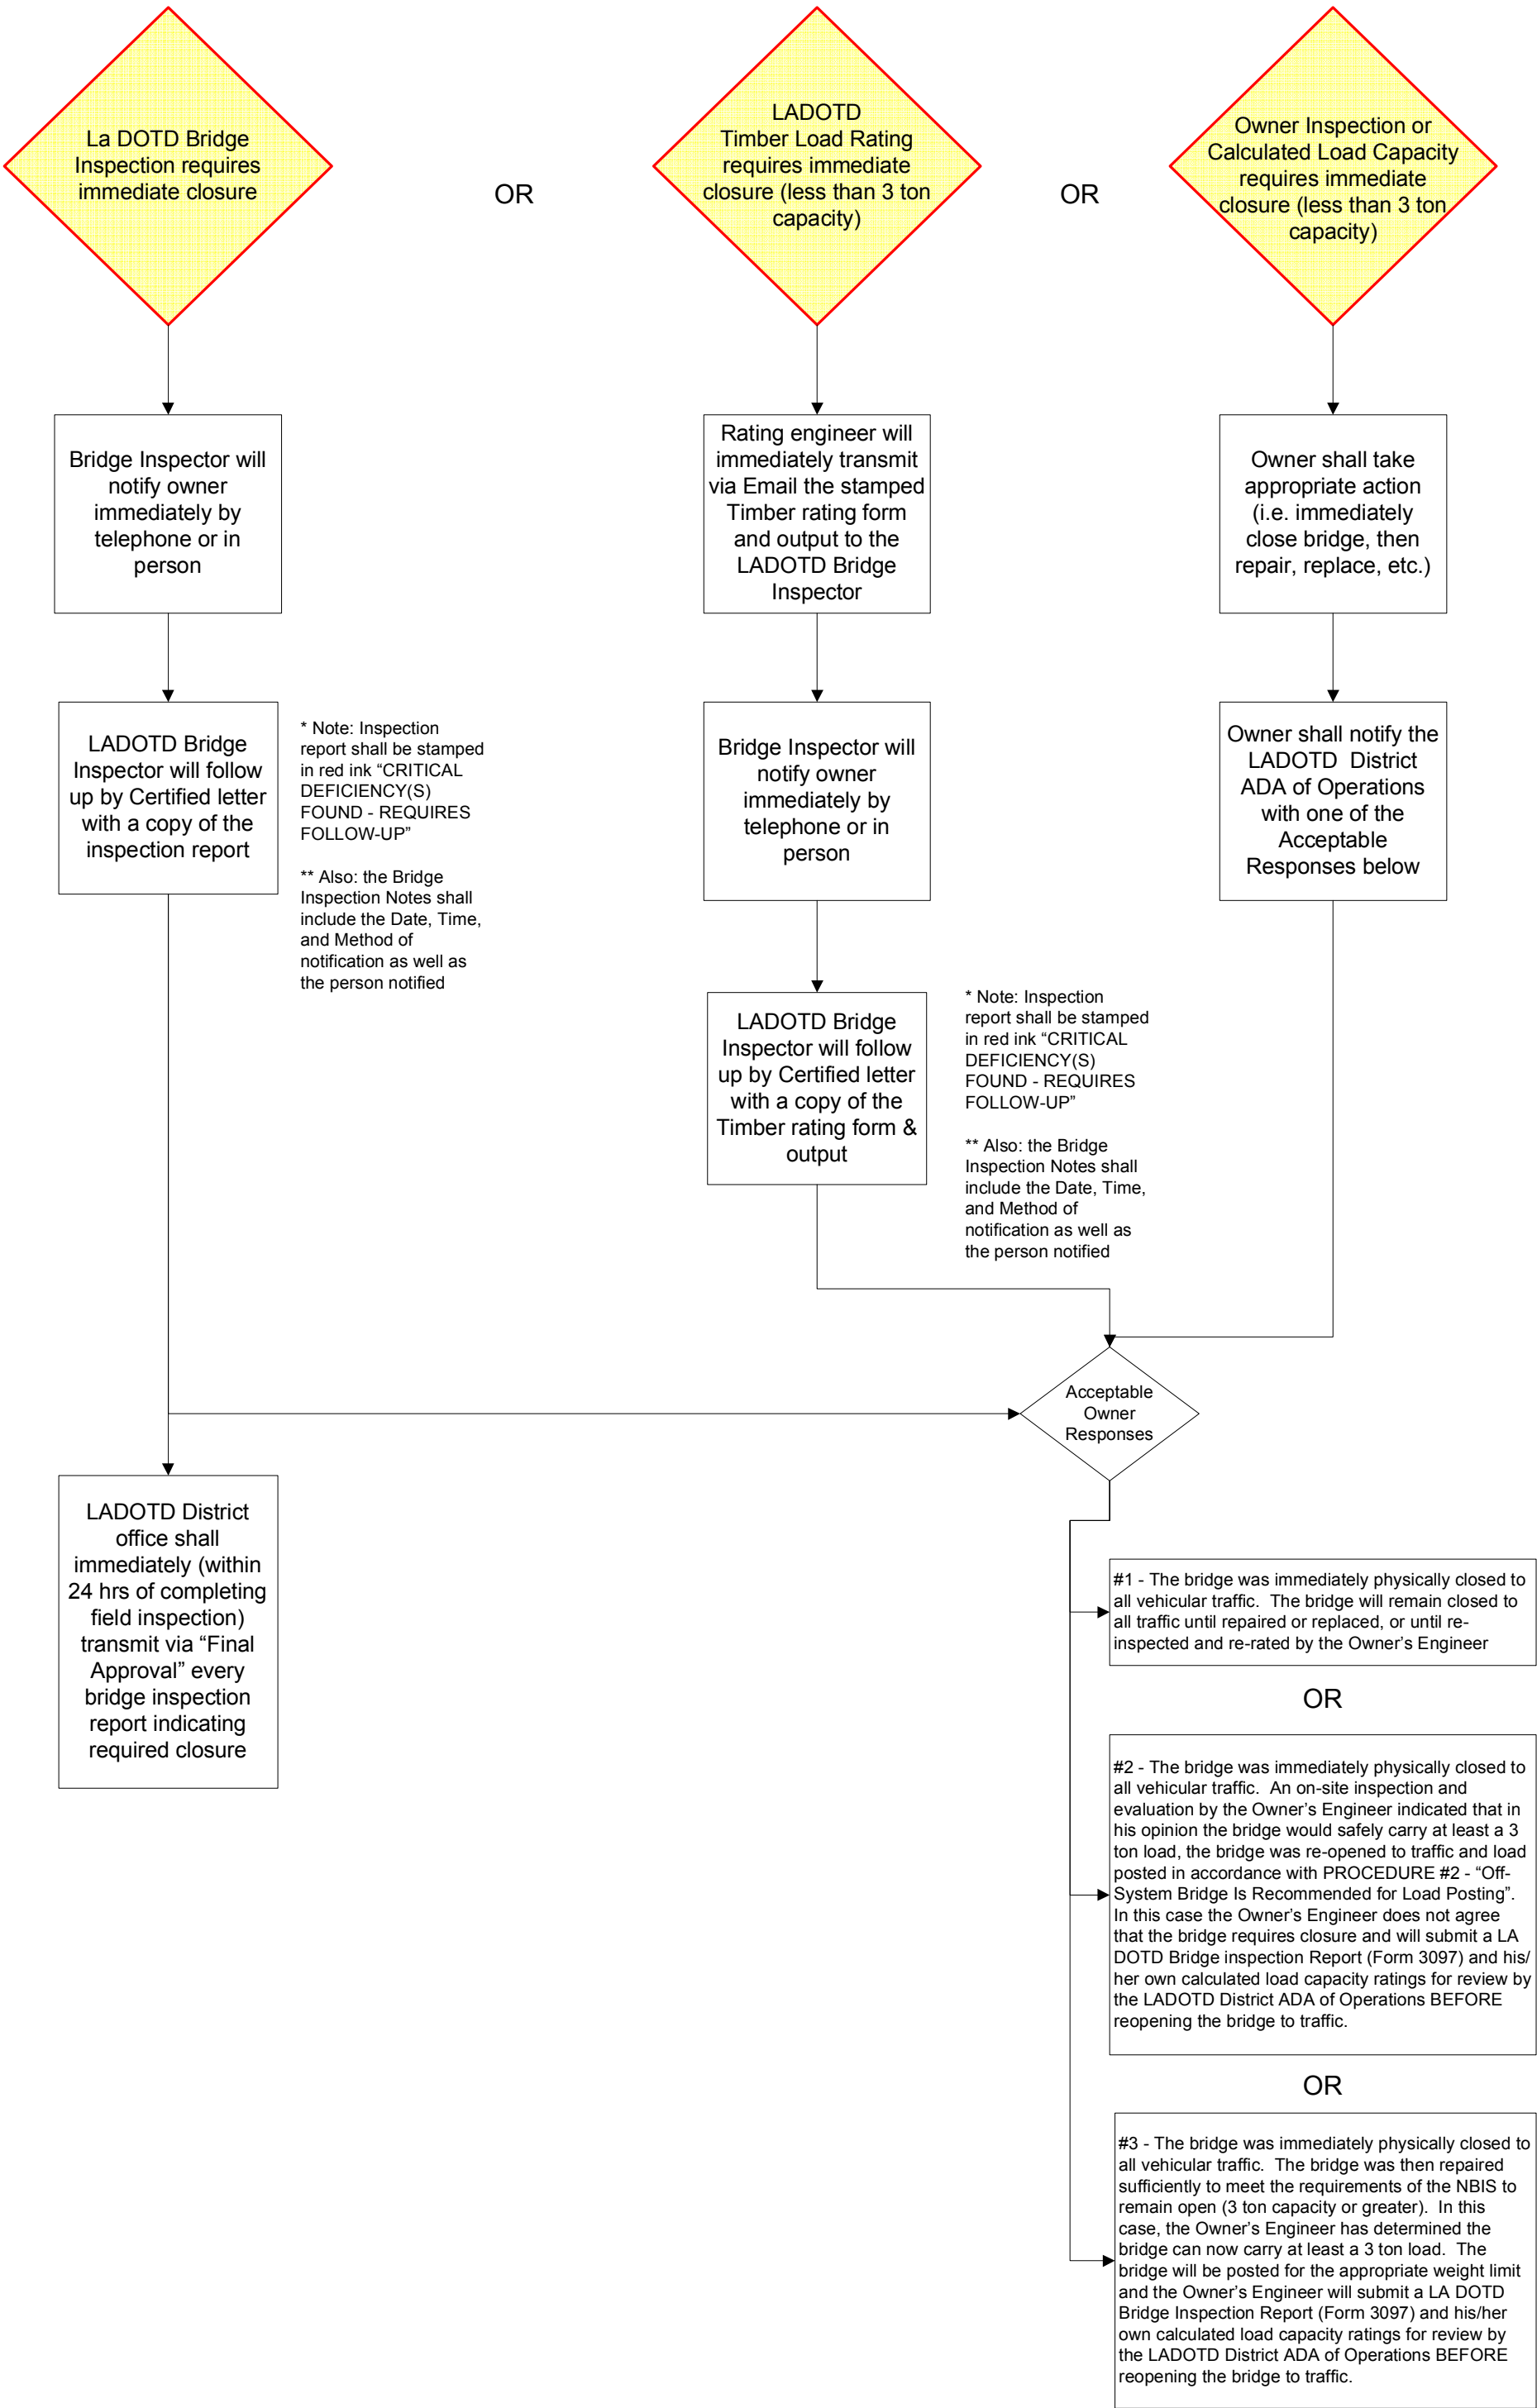 La DOTD Bridge
Inspection requires
immediate closure
OR
LADOTD
Timber Load Rating
requires immediate
closure (less than 3 ton
capacity)
OR
Owner Inspection or
Calculated Load Capacity
requires immediate
closure (less than 3 ton
capacity)
Bridge Inspector will
notify owner
immediately by
telephone or in
person
Rating engineer will
immediately transmit
via Email the stamped
Timber rating form
and output to the
LADOTD Bridge
Inspector
Owner shall take
appropriate action
(i.e. immediately
close bridge, then
repair, replace, etc.)
LADOTD Bridge
Inspector will follow
up by Certified letter
with a copy of the
inspection report
* Note: Inspection
report shall be stamped
in red ink “CRITICAL
DEFICIENCY(S)
FOUND - REQUIRES
FOLLOW-UP”
** Also: the Bridge
Inspection Notes shall
include the Date, Time,
and Method of
notification as well as
the person notified
Bridge Inspector will
notify owner
immediately by
telephone or in
person
Owner shall notify the
LADOTD District
ADA of Operations
with one of the
Acceptable
Responses below
LADOTD Bridge
Inspector will follow
up by Certified letter
with a copy of the
Timber rating form &
output
* Note: Inspection
report shall be stamped
in red ink “CRITICAL
DEFICIENCY(S)
FOUND - REQUIRES
FOLLOW-UP”
** Also: the Bridge
Inspection Notes shall
include the Date, Time,
and Method of
notification as well as
the person notified
Acceptable
Owner
Responses
LADOTD District
office shall
immediately (within
24 hrs of completing
field inspection)
transmit via “Final
Approval” every
bridge inspection
report indicating
required closure
#1 - The bridge was immediately physically closed to
all vehicular traffic. The bridge will remain closed to
all traffic until repaired or replaced, or until re-
inspected and re-rated by the Owner’s Engineer
OR
#2 - The bridge was immediately physically closed to
all vehicular traffic. An on-site inspection and
evaluation by the Owner’s Engineer indicated that in
his opinion the bridge would safely carry at least a 3
ton load, the bridge was re-opened to traffic and load
posted in accordance with PROCEDURE #2 - “Off-
System Bridge Is Recommended for Load Posting”.
In this case the Owner’s Engineer does not agree
that the bridge requires closure and will submit a LA
DOTD Bridge inspection Report (Form 3097) and his/
her own calculated load capacity ratings for review by
the LADOTD District ADA of Operations BEFORE
reopening the bridge to traffic.
OR
#3 - The bridge was immediately physically closed to
all vehicular traffic. The bridge was then repaired
sufficiently to meet the requirements of the NBIS to
remain open (3 ton capacity or greater). In this
case, the Owner’s Engineer has determined the
bridge can now carry at least a 3 ton load. The
bridge will be posted for the appropriate weight limit
and the Owner’s Engineer will submit a LA DOTD
Bridge Inspection Report (Form 3097) and his/her
own calculated load capacity ratings for review by
the LADOTD District ADA of Operations BEFORE
reopening the bridge to traffic.